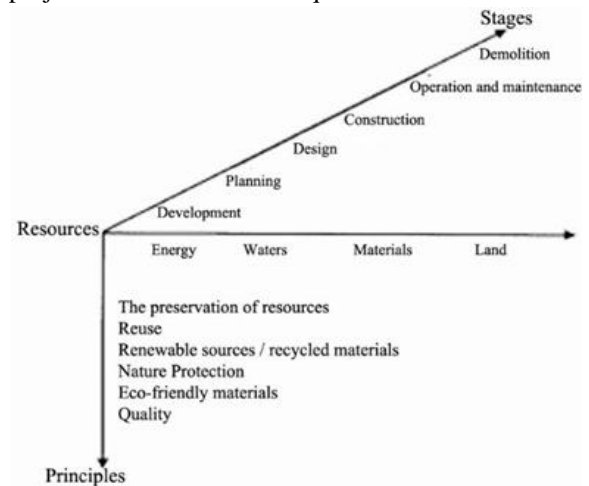 Stages
Demolition
Operation and maintenance
Construction
Design
Planning
Development
Resources
Energy Waters Materials Land
The preservation of resources
Reuse
Renewable sources / recycled materials
Nature Protection
Eco-friendly materials
Quality
Principles